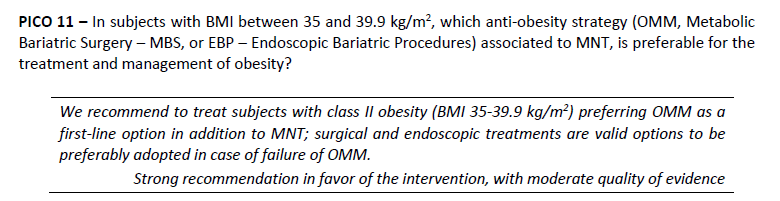 PICO 11 – In subjects with BMI between 35 and 39.9 kg/m², which anti-obesity strategy (OMM, Metabolic
Bariatric Surgery – MBS, or EBP – Endoscopic Bariatric Procedures) associated to MNT, is preferable for the
treatment and management of obesity?
We recommend to treat subjects with class II obesity (BMI 35-39.9 kg/m²) preferring OMM as a
first-line option in addition to MNT; surgical and endoscopic treatments are valid options to be
preferably adopted in case of failure of OMM.
Strong recommendation in favor of the intervention, with moderate quality of evidence